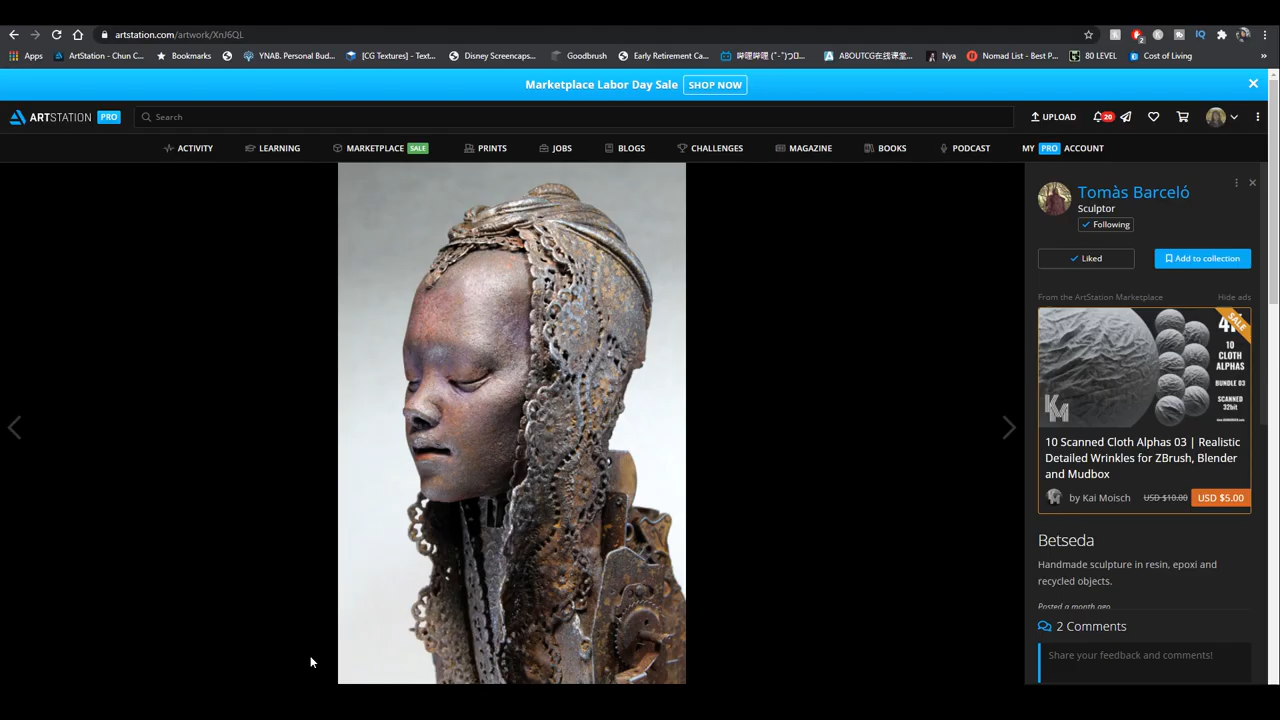 artstation.com/artwork/XnJ6QL
Apps ArtStation - Chun C... Bookmarks YNAB. Personal Bud... [CG Textures] - Text... Disney Screencaps... Goodbrush Early Retirement Ca... ABOUTCG在线课堂... Nya Nomad List - Best P... 80 LEVEL Cost of Living »
Marketplace Labor Day Sale SHOP NOW
ARTSTATION PRO Search UPLOAD 20
ACTIVITY LEARNING MARKETPLACE SALE PRINTS JOBS BLOGS CHALLENGES MAGAZINE BOOKS PODCAST MY PRO ACCOUNT
Tomàs Barceló
Sculptor
Following
Liked Add to collection
From the ArtStation Marketplace Hide ads
SALE
10
CLOTH
ALPHAS
BUNDLE 03
SCANNED
32bit
KM
10 Scanned Cloth Alphas 03 | Realistic
Detailed Wrinkles for ZBrush, Blender
and Mudbox
by Kai Moisch USD $10.00 USD $5.00
Betseda
Handmade sculpture in resin, epoxi and
recycled objects.
Posted a month ago
2 Comments
Share your feedback and comments!